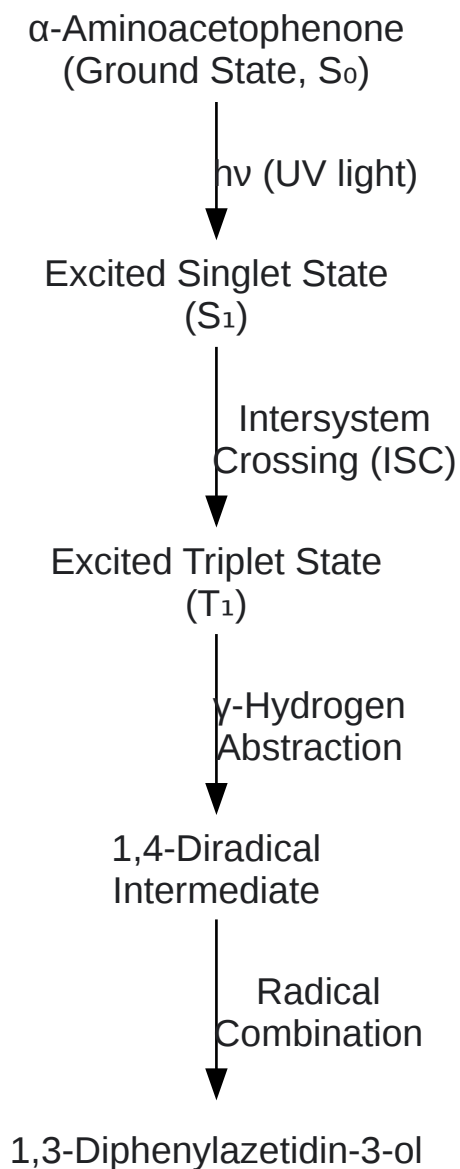 α-Aminoacetophenone
(Ground State, S₀)
hν (UV light)
Excited Singlet State
(S₁)
Intersystem
Crossing (ISC)
Excited Triplet State
(T₁)
γ-Hydrogen
Abstraction
1,4-Diradical
Intermediate
Radical
Combination
1,3-Diphenylazetidin-3-ol